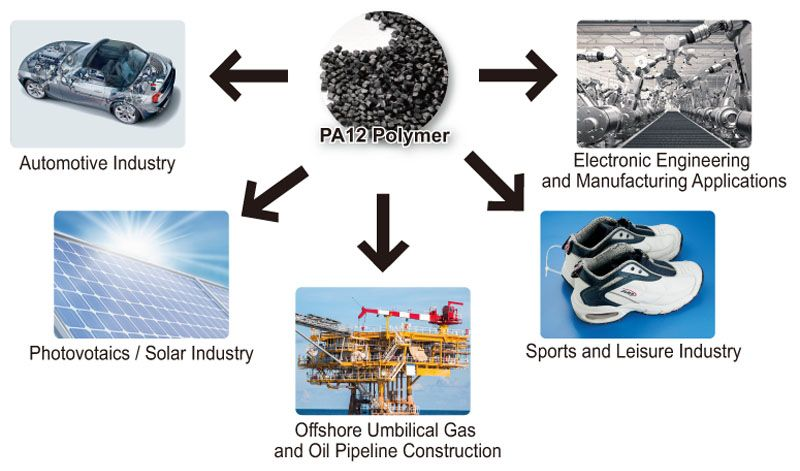 PA12 Polymer
Automotive Industry
Electronic Engineering
and Manufacturing Applications
Photovotaics / Solar Industry
Sports and Leisure Industry
Offshore Umbilical Gas
and Oil Pipeline Construction